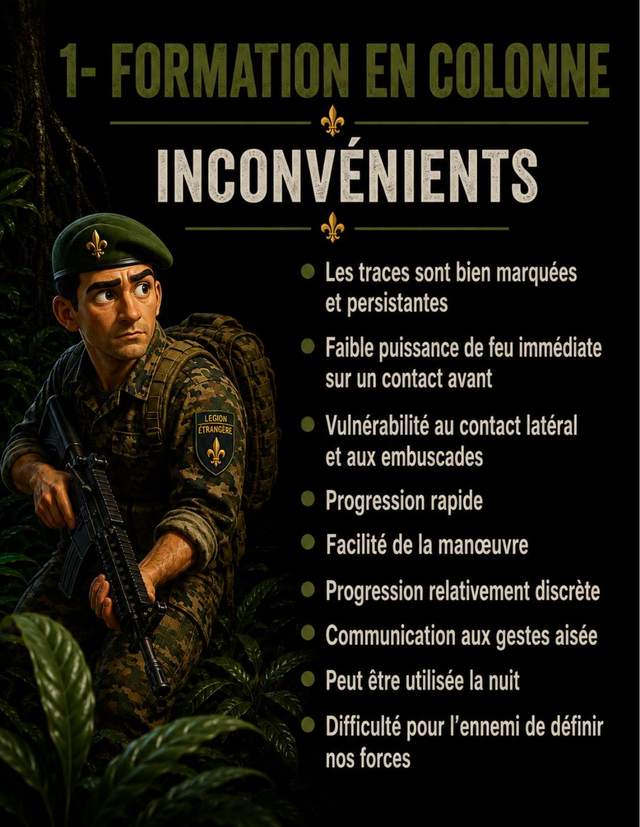 1- FORMATION EN COLONNE
INCONVÉNIENTS
Les traces sont bien marquées
et persistantes
Faible puissance de feu immédiate
sur un contact avant
Vulnérabilité au contact latéral
et aux embuscades
Progression rapide
Facilité de la manœuvre
Progression relativement discrète
Communication aux gestes aisée
Peut être utilisée la nuit
Difficulté pour l'ennemi de définir
nos forces
LEGION
ÉTRANGÈRE